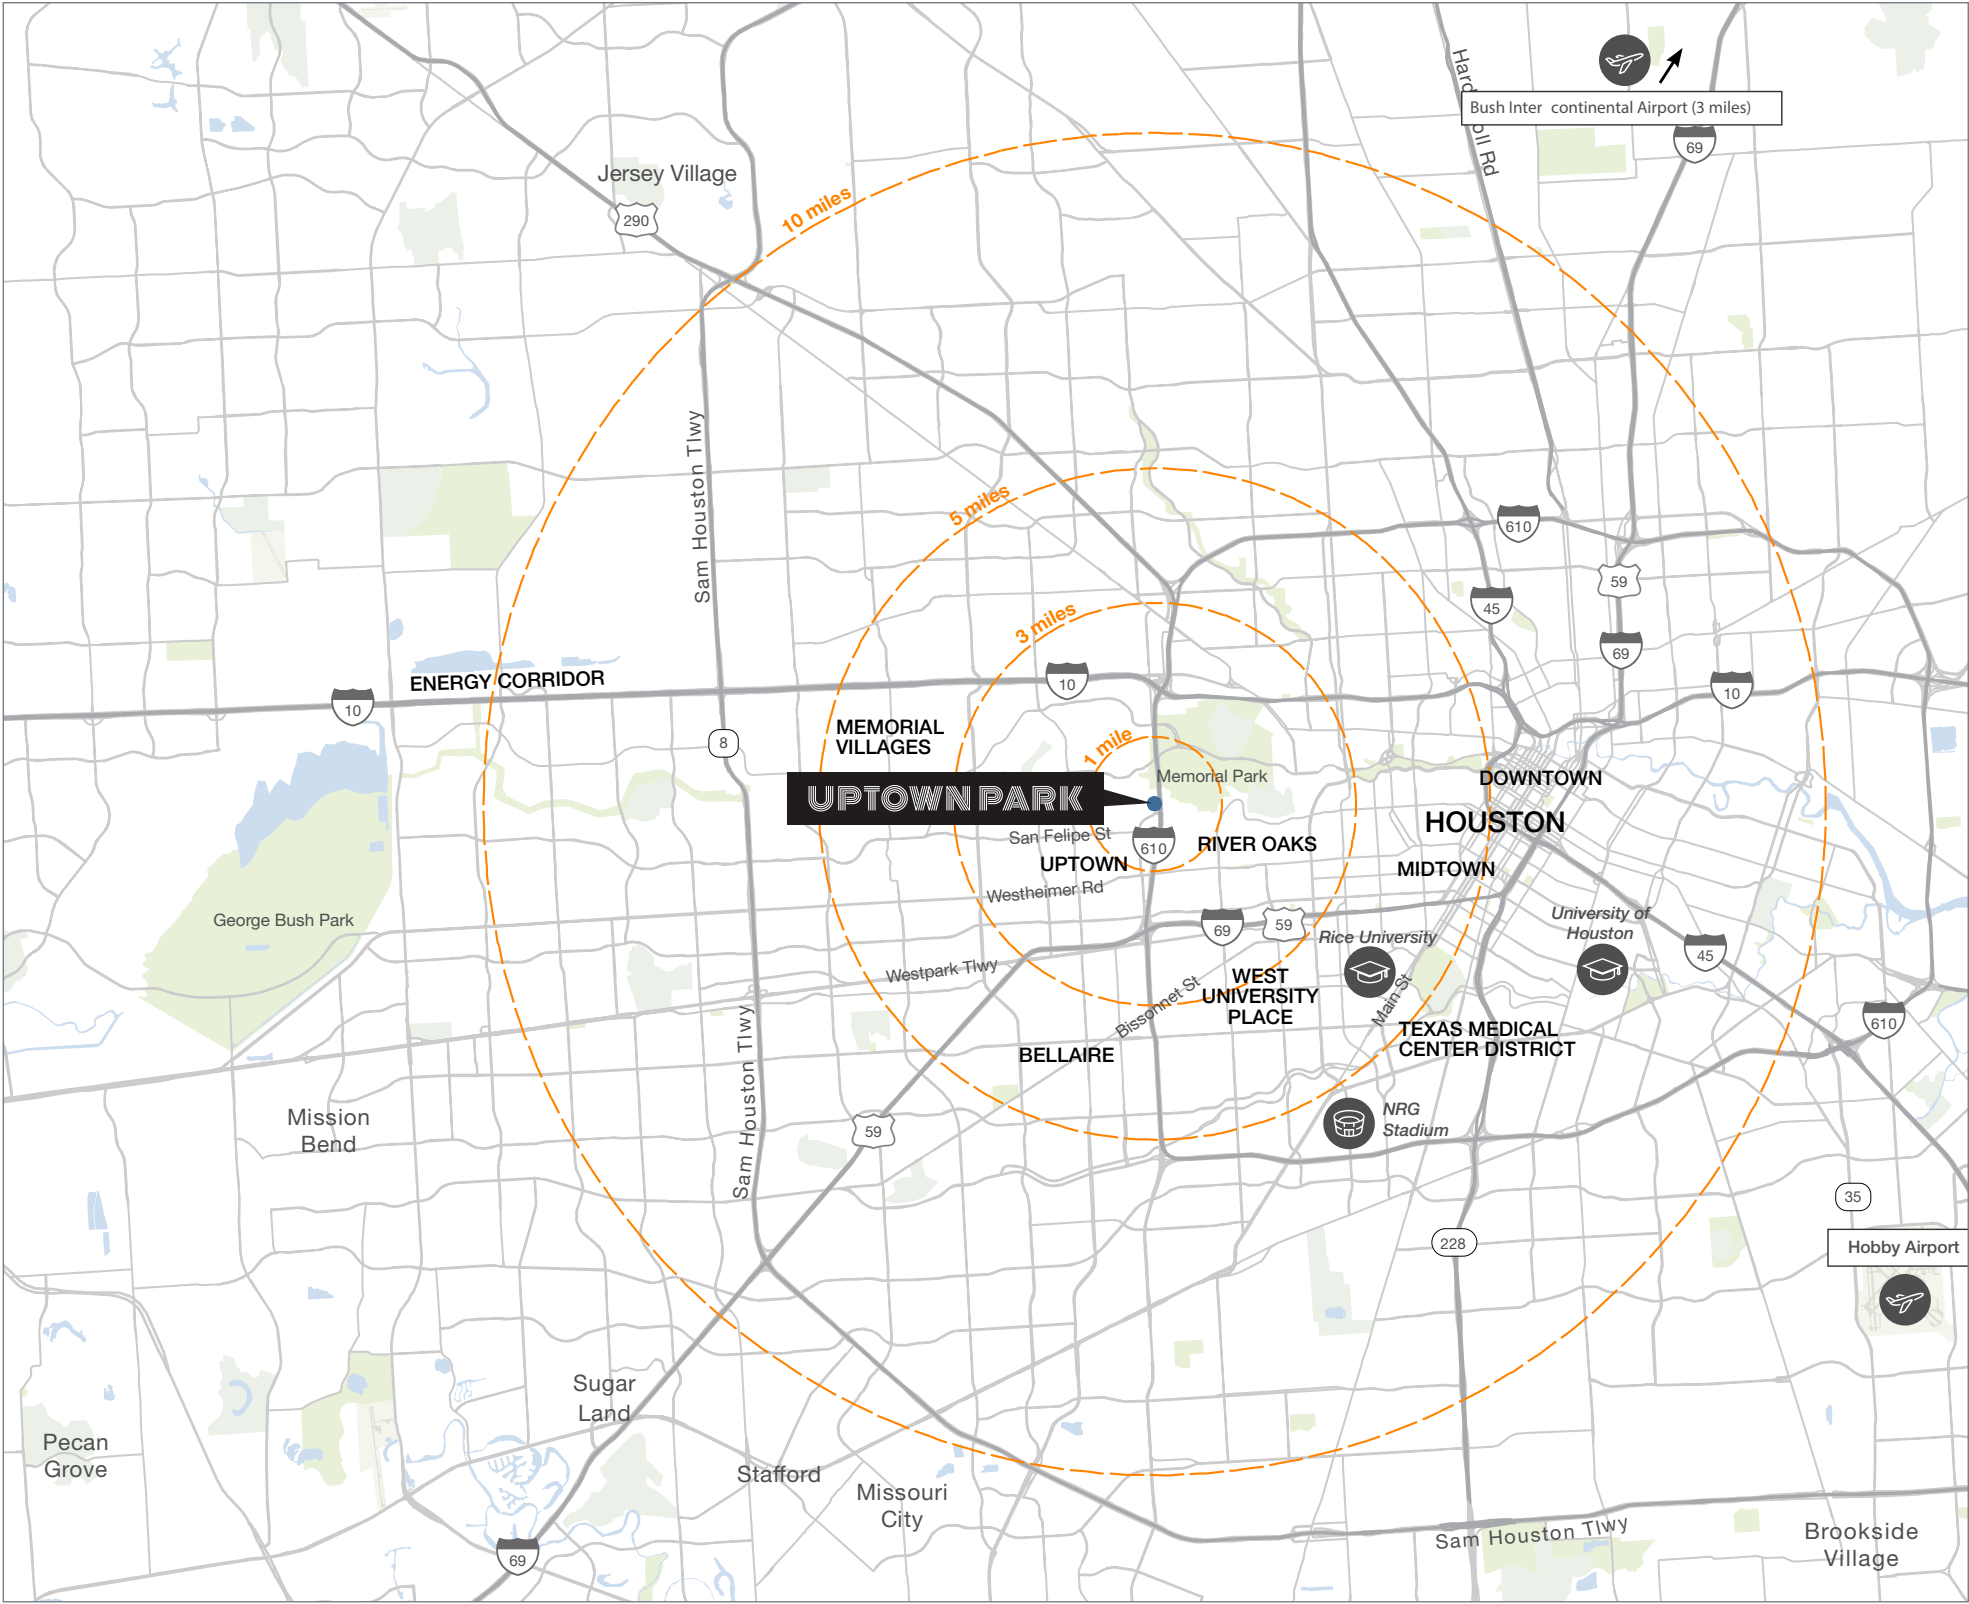 Hard
oll Rd
Bush Inter continental Airport (3 miles)
69
Jersey Village
290
10 miles
Sam Houston Tlwy
5 miles
610
59
45
3 miles
69
ENERGY CORRIDOR
10
10
10
8
MEMORIAL
VILLAGES
1 mile
Memorial Park
DOWNTOWN
UPTOWN PARK
HOUSTON
San Felipe St
610
RIVER OAKS
UPTOWN
MIDTOWN
Westheimer Rd
George Bush Park
69
59
Rice University
University of
Houston
45
Westpark Tlwy
WEST
UNIVERSITY
PLACE
Bissonnet St
Main St
610
TEXAS MEDICAL
CENTER DISTRICT
BELLAIRE
Sam Houston Tlwy
Mission
Bend
59
NRG
Stadium
35
228
Hobby Airport
Sugar
Land
Pecan
Grove
Stafford
Missouri
City
69
Sam Houston Tlwy
Brookside
Village